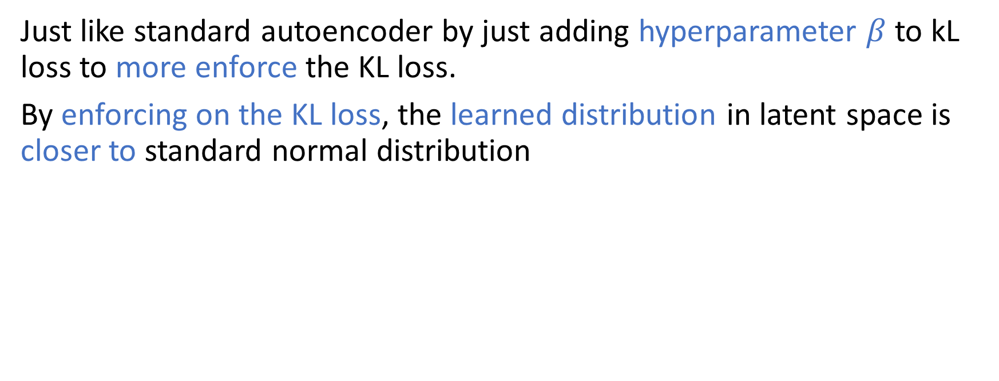 Just like standard autoencoder by just adding hyperparameter β to kL
loss to more enforce the KL loss.
By enforcing on the KL loss, the learned distribution in latent space is
closer to standard normal distribution